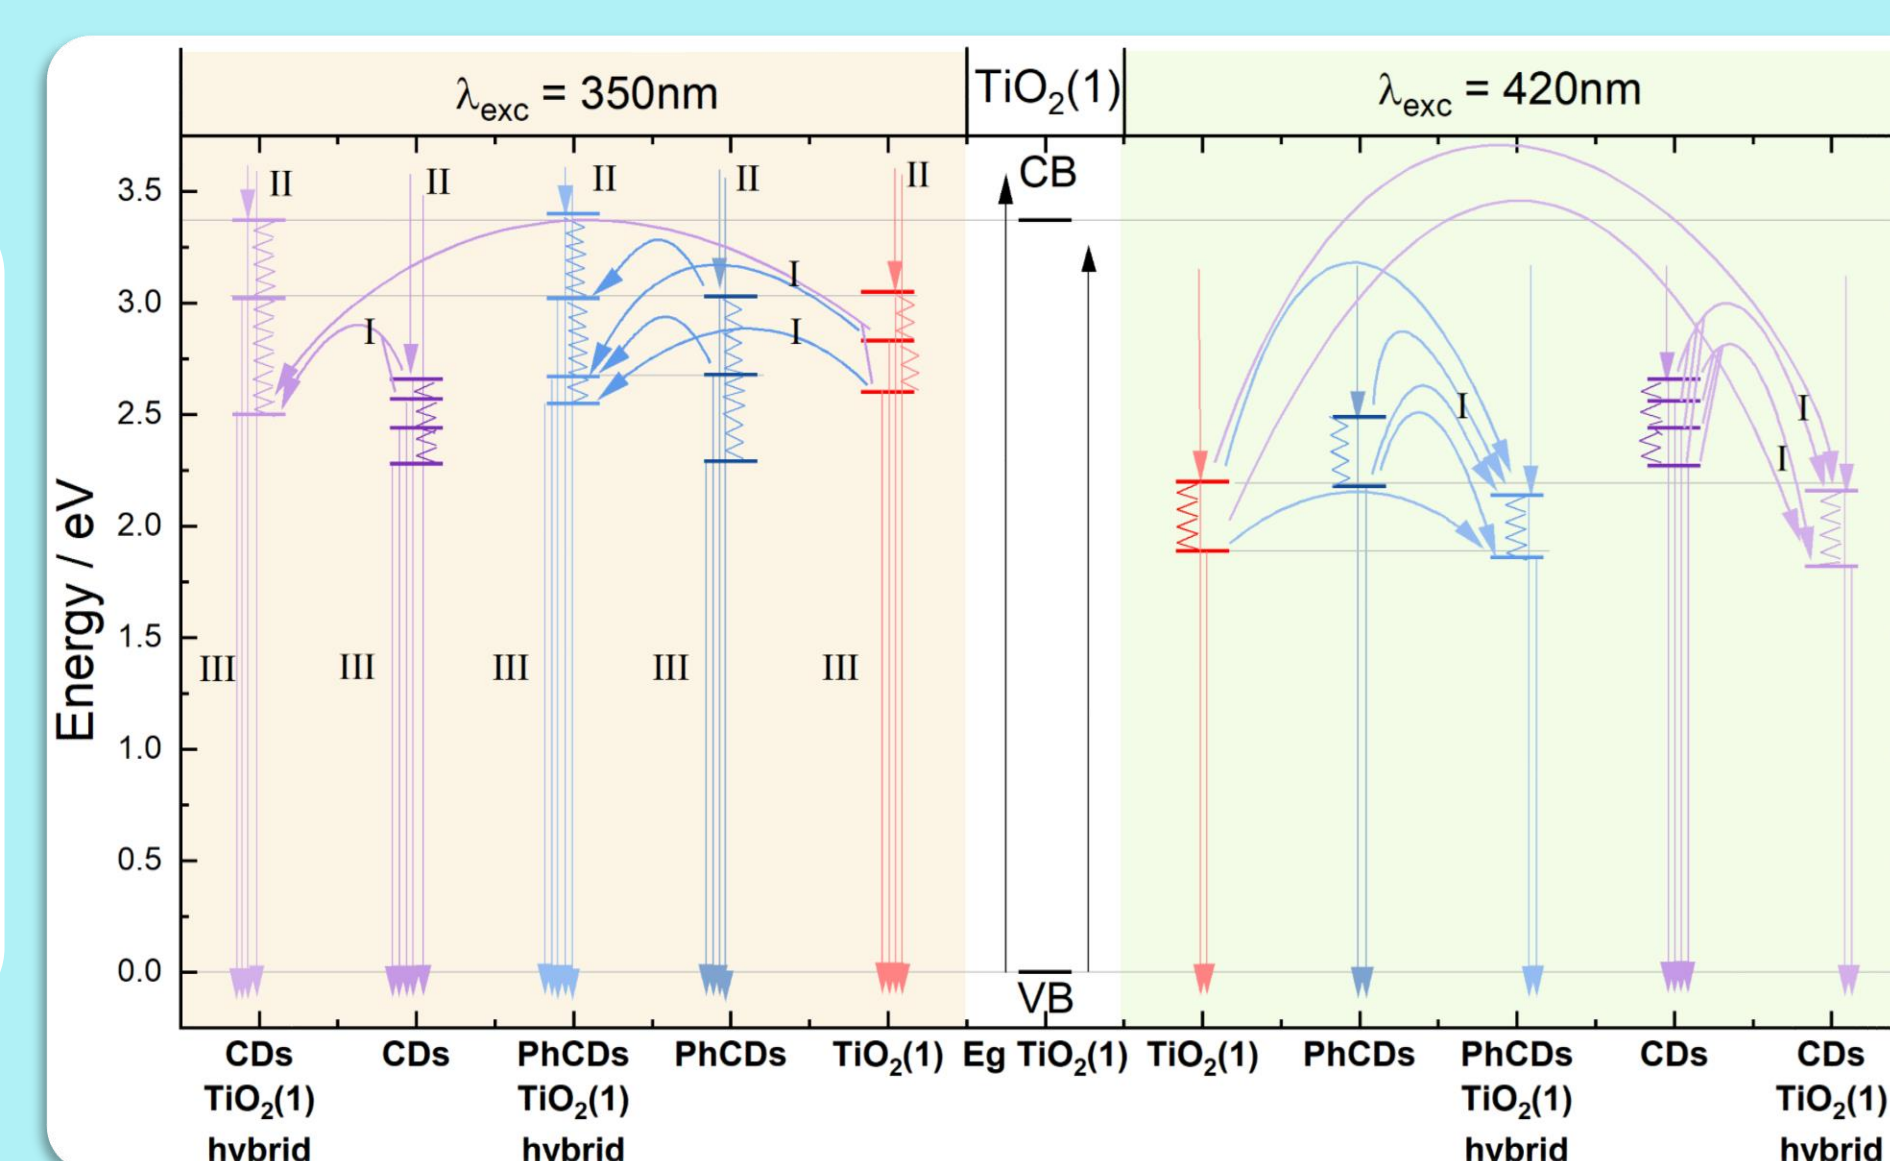 λexc = 350nm
TiO2(1)
λexc = 420nm
CB
II
II
II
II
II
3.5
3.0
2.5
2.0
1.5
1.0
0.5
0.0
Energy / eV
I
I
I
I
I
I
III
III
III
III
III
VB
CDs
TiO2(1)
hybrid
CDs
PhCDs
TiO2(1)
hybrid
PhCDs
TiO2(1)
Eg TiO2(1)
TiO2(1)
PhCDs
PhCDs
TiO2(1)
hybrid
CDs
CDs
TiO2(1)
hybrid